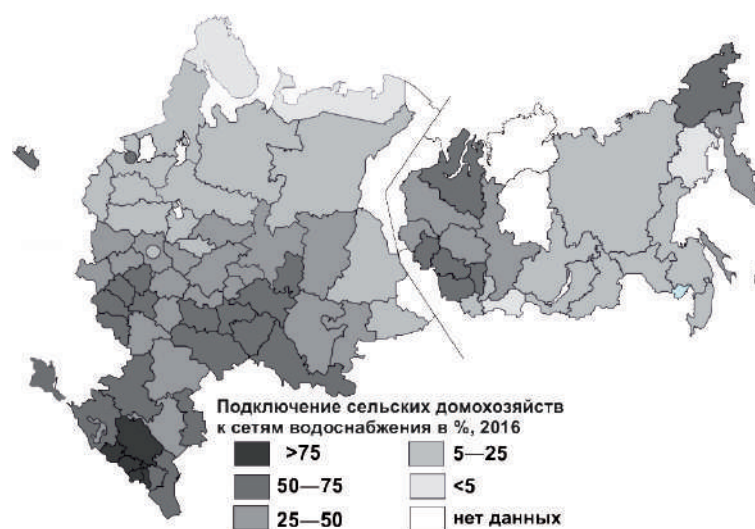 Подключение сельских домохозяйств
к сетям водоснабжения в %, 2016
>75
5—25
50—75
<5
25—50
нет данных